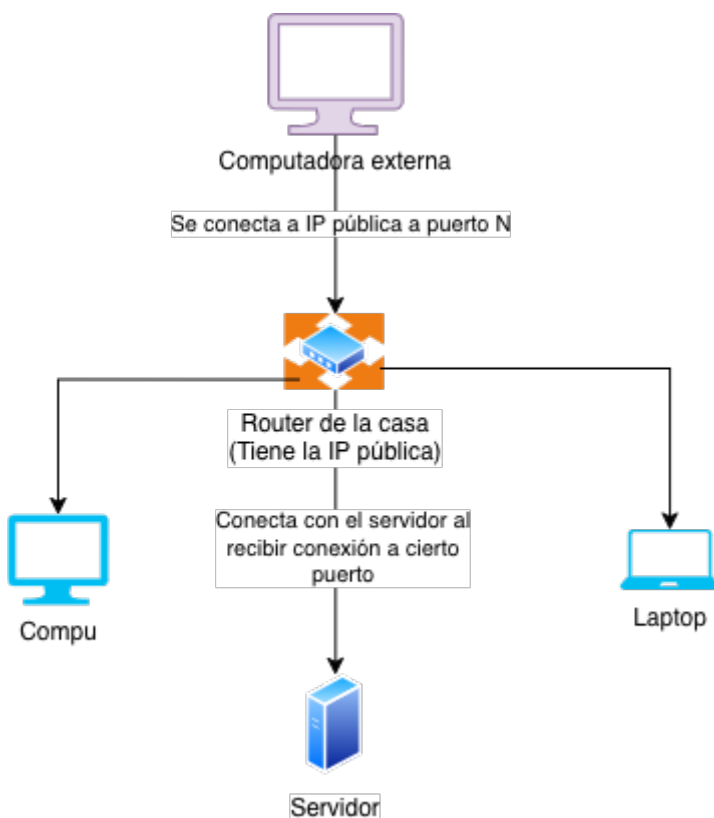 Computadora externa
Se conecta a IP pública a puerto N
Router de la casa
(Tiene la IP pública)
Conecta con el servidor al
recibir conexión a cierto
puerto
Compu
Laptop
Servidor